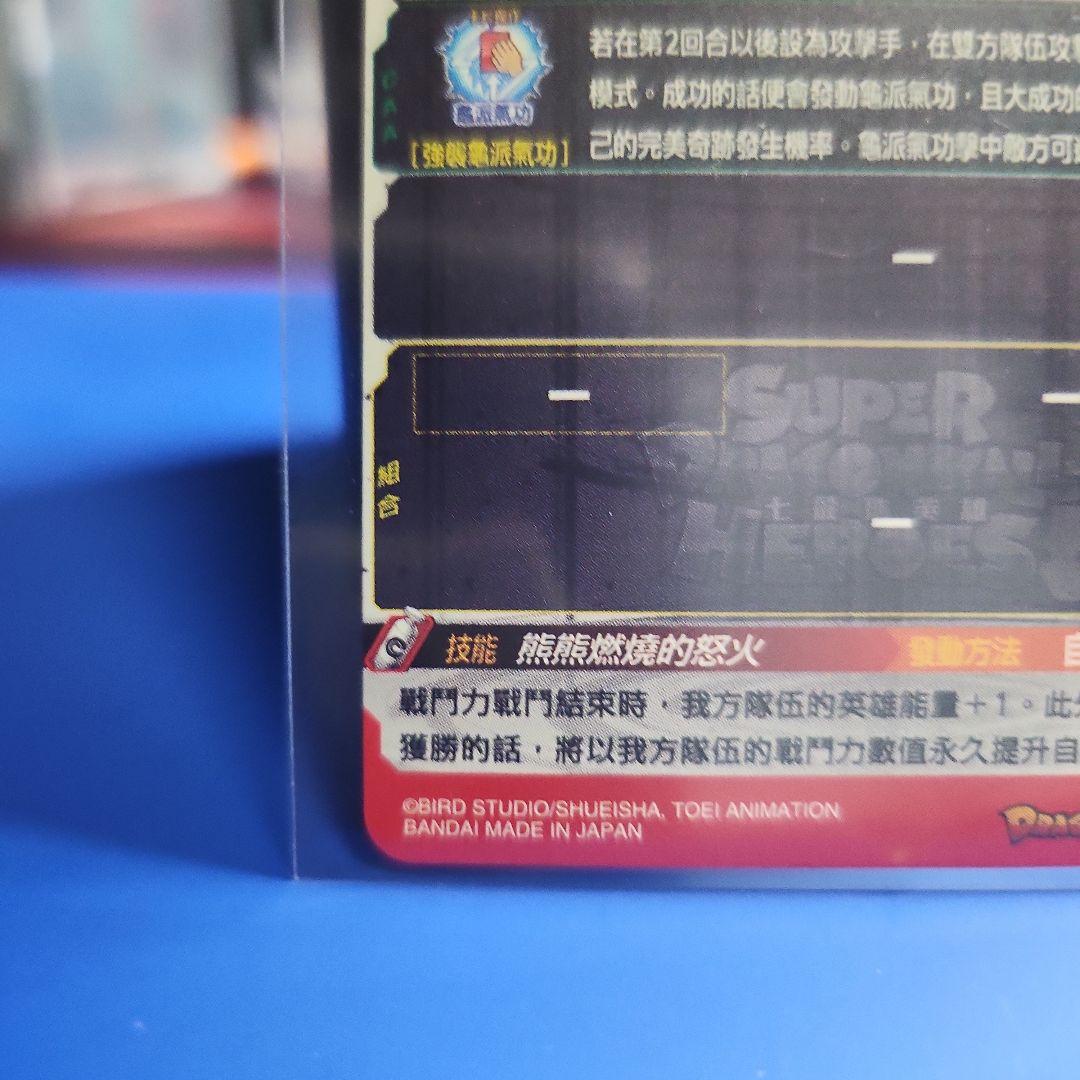 龜派氣功
[強襲龜派氣功]
CAA
若在第2回合以後設為攻擊手，在雙方隊伍攻
模式。成功的話便會發動龜派氣功，且大成功
己的完美奇跡發生機率。龜派氣功擊中敵方可
SUPER
HEROES
組合
技能 熊熊燃燒的怒火 發動方法 自
戰鬥力戰鬥結束時，我方隊伍的英雄能量+1。此
獲勝的話，將以我方隊伍的戰鬥力數值永久提升自
©BIRD STUDIO/SHUEISHA, TOEI ANIMATION
BANDAI MADE IN JAPAN